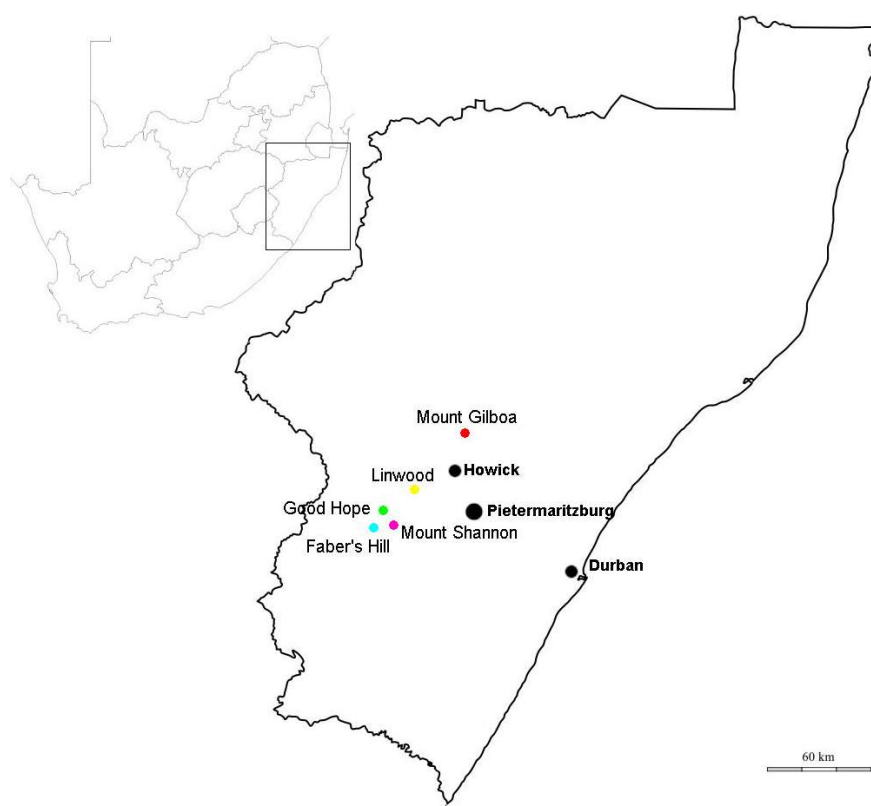 Mount Gilboa
Howick
Linwood
Good Hope
Pietermaritzburg
Mount Shannon
Faber's Hill
Durban
60 km